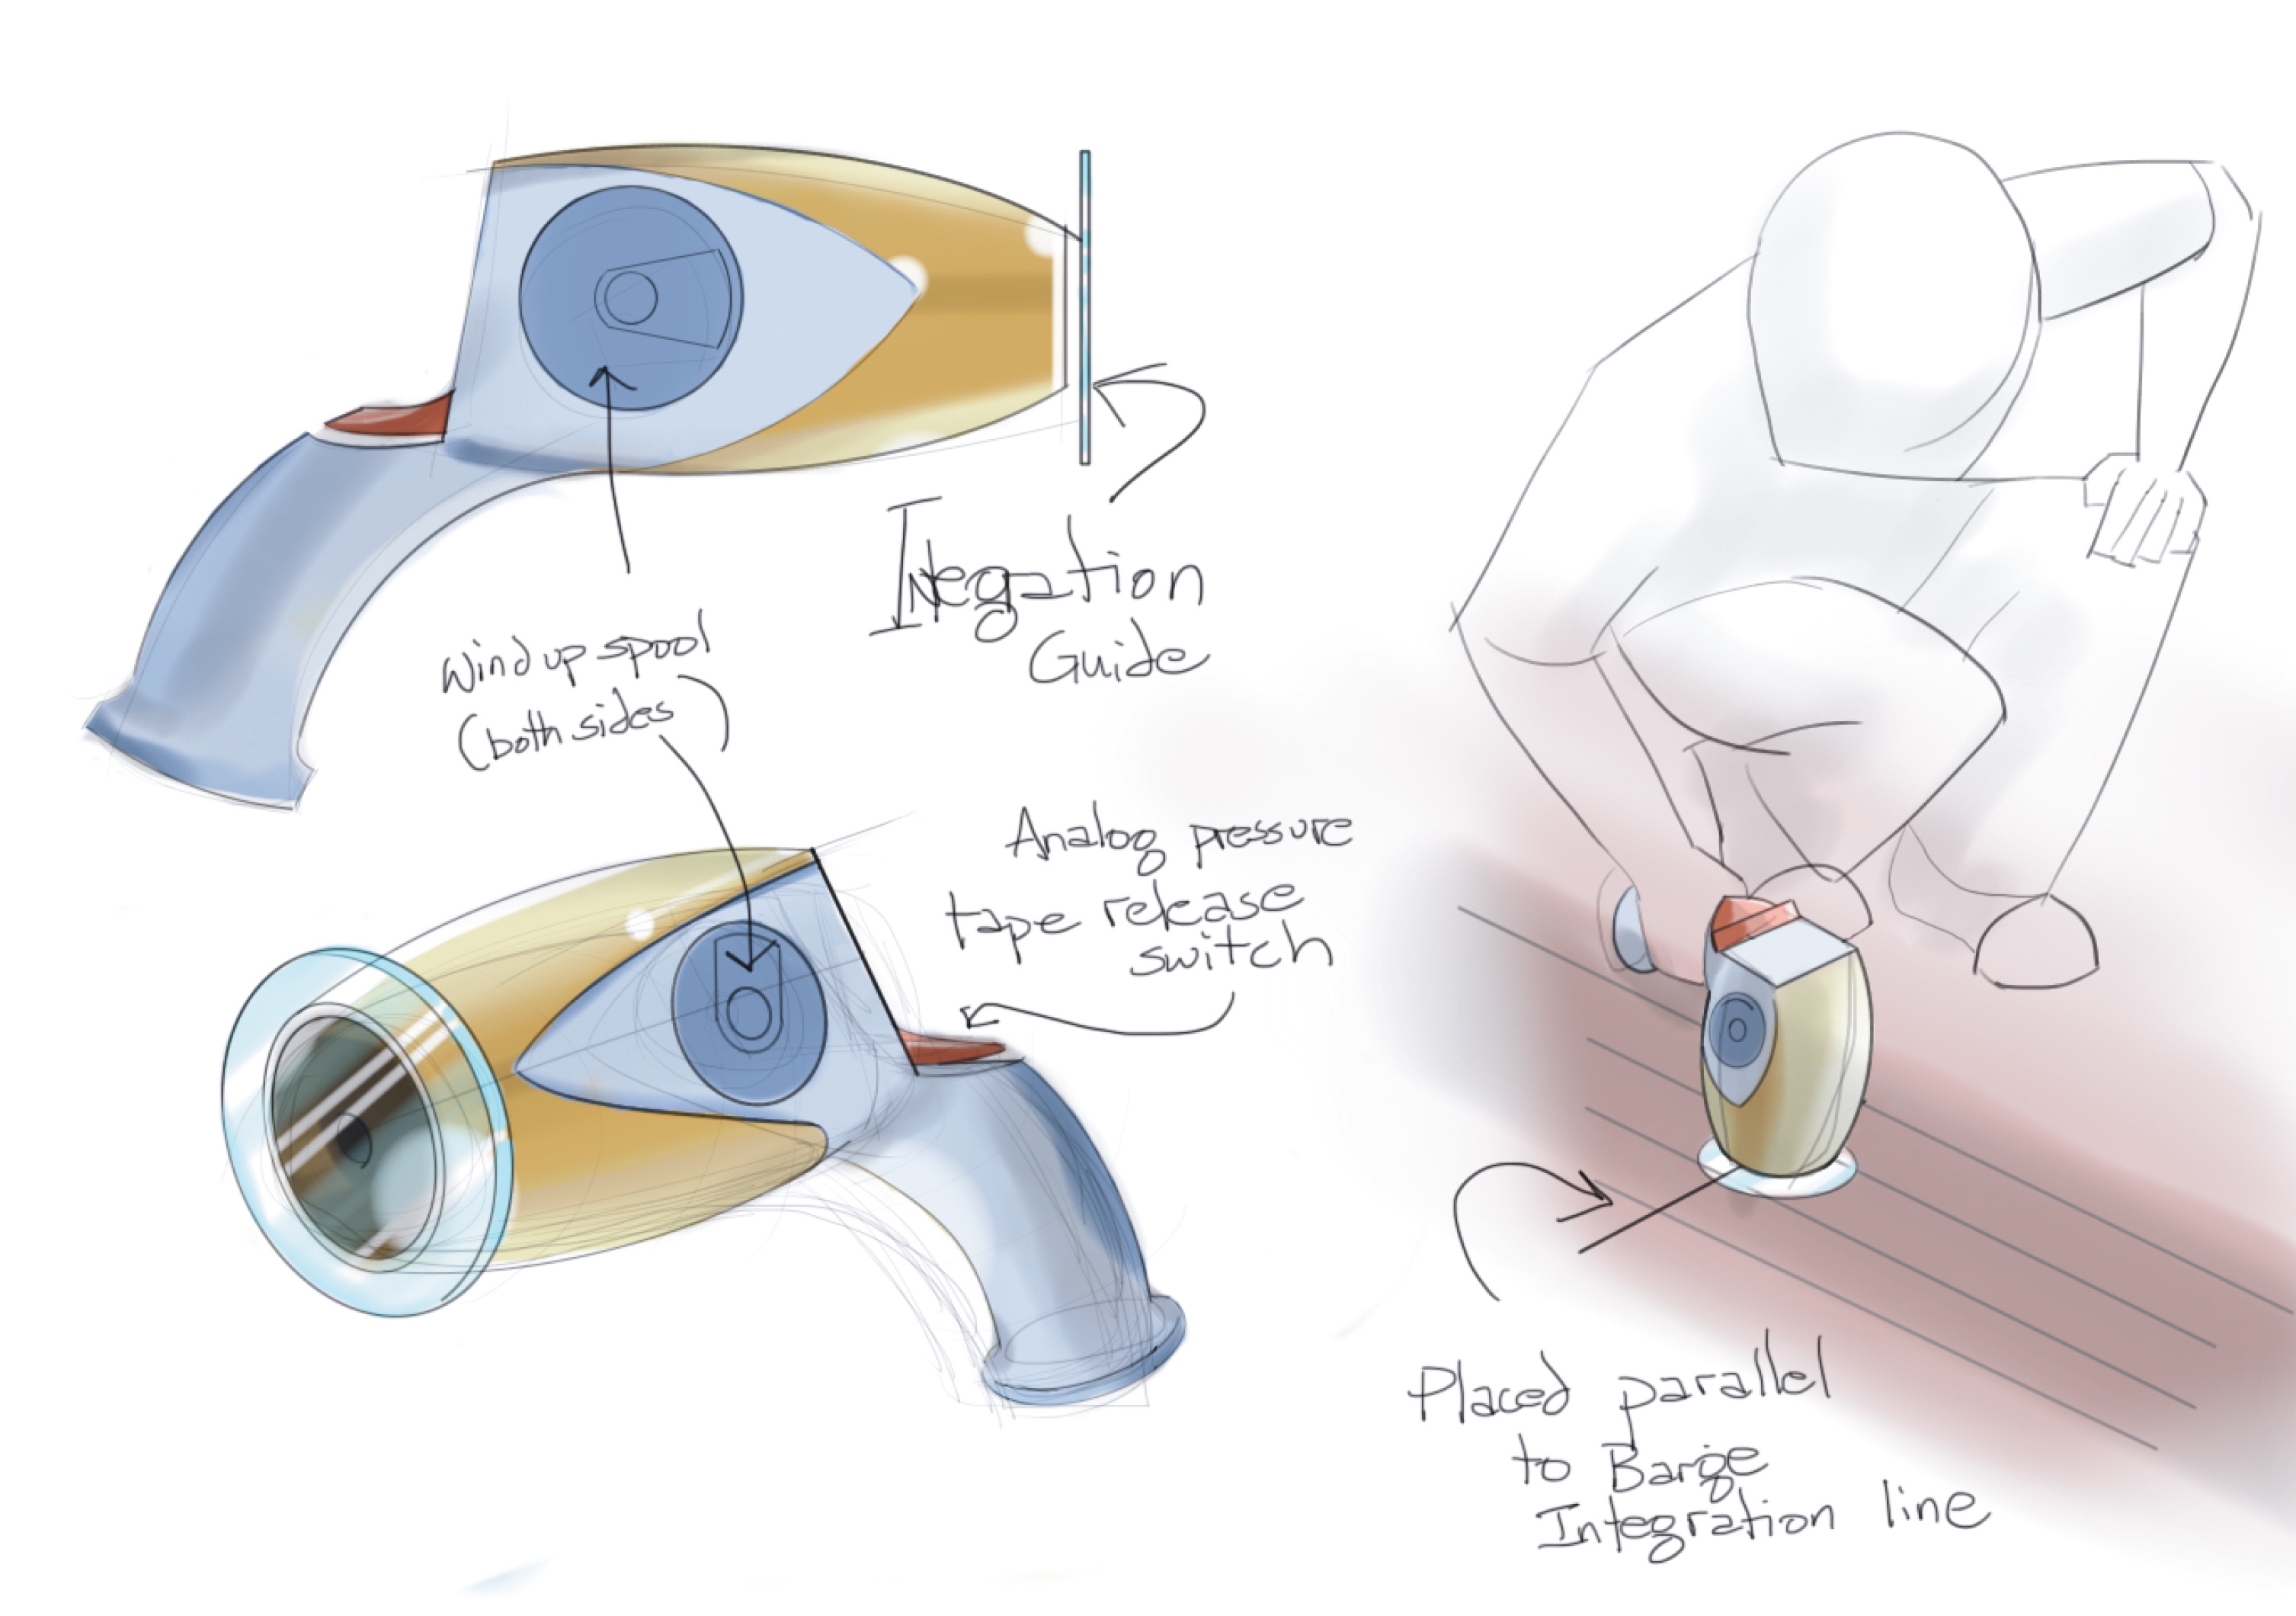 Integration
Guide
Wind up spool
(both sides)
Analog pressure
tape release
switch
Placed parallel
to Barge
Integration line